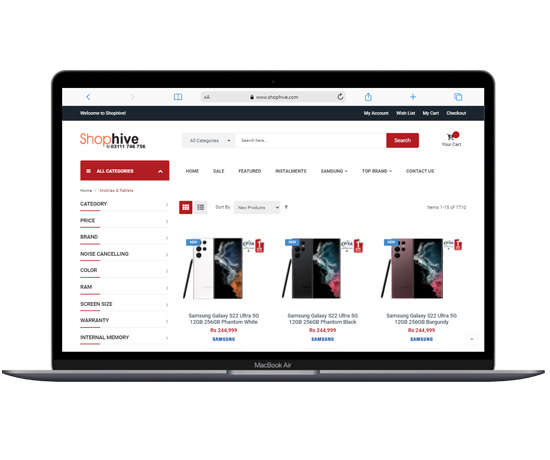 AA www.shophive.com
Welcome to Shophive! My Account Wish List My Cart Checkout
Shophive
03111 746 756
All Categories Search here... Search
Your Cart
ALL CATEGORIES HOME SALE FEATURED INSTALMENTS SAMSUNG TOP BRAND CONTACT US
Home / Mobiles & Tablets
CATEGORY
PRICE
BRAND
NOISE CANCELLING
COLOR
RAM
SCREEN SIZE
WARRANTY
INTERNAL MEMORY
Sort By New Products Items 1-15 of 1710
NEW
NEW
NEW
Samsung Galaxy S22 Ultra 5G
12GB 256GB Phantom White
Rs 244,999
SAMSUNG
Samsung Galaxy S22 Ultra 5G
12GB 256GB Phantom Black
Rs 244,999
SAMSUNG
Samsung Galaxy S22 Ultra 5G
12GB 256GB Burgundy
Rs 244,999
SAMSUNG
MacBook Air